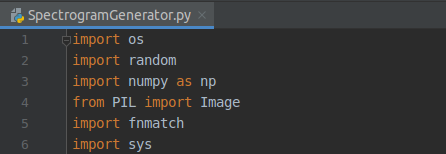 SpectrogramGenerator.py
1 import os
2 import random
3 import numpy as np
4 from PIL import Image
5 import fnmatch
6 import sys